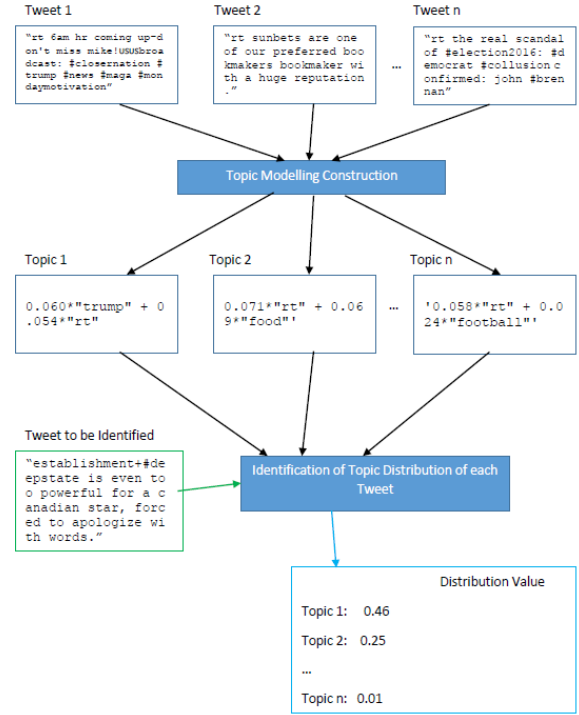 Tweet 1
Tweet 2
Tweet n
"rt 6am hr coming up-d
on't miss mike!USUSbroa
dcast: #closernation #
trump #news #maga #mon
daymotivation"
"rt sunbets are one
of our preferred boo
kmakers bookmaker wi
th a huge reputation
."
...
"rt the real scandal
of #election2016: #d
emocrat #collusion c
onfirmed: john #bren
nan"
Topic Modelling Construction
Topic 1
Topic 2
Topic n
0.060*"trump" + 0
.054*"rt"
0.071*"rt" + 0.06
9*"food"'
...
'0.058*"rt" + 0.0
24*"football"'
Tweet to be Identified
"establishment+#de
epstate is even to
o powerful for a c
anadian star, forc
ed to apologize wi
th words."
Identification of Topic Distribution of each
Tweet
Distribution Value
Topic 1: 0.46
Topic 2: 0.25
...
Topic n: 0.01